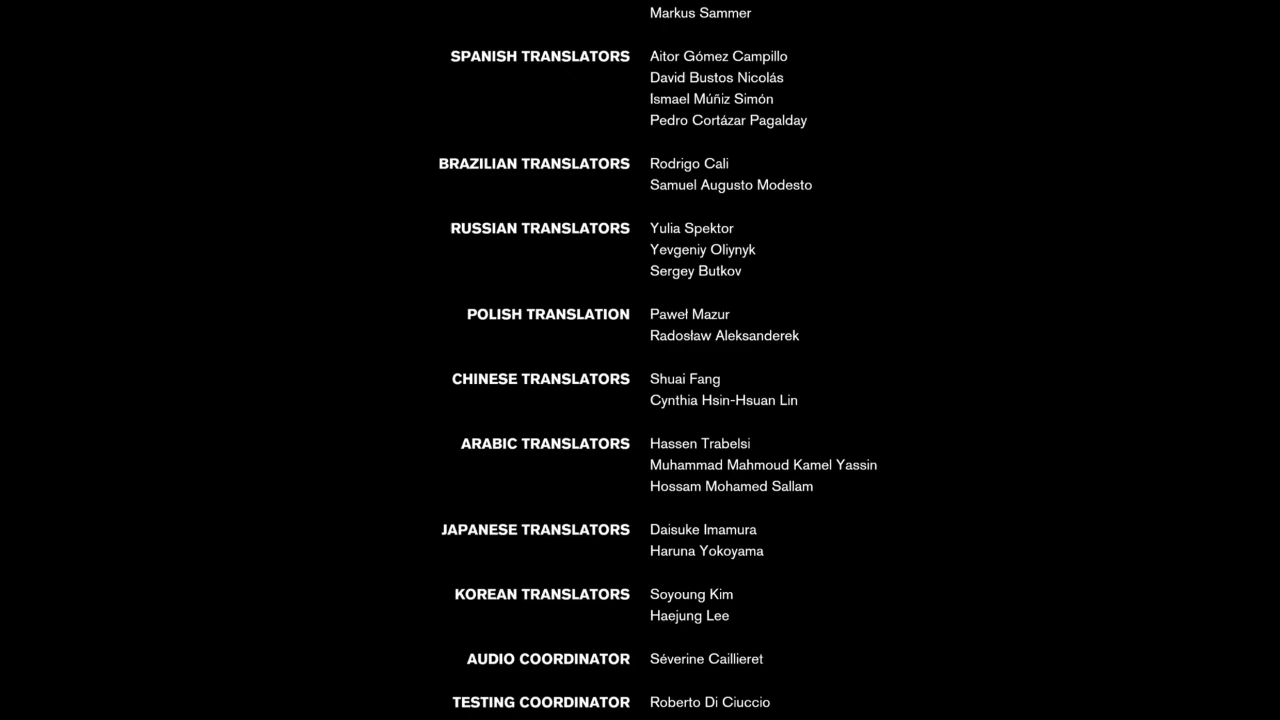 Markus Sammer
SPANISH TRANSLATORS Aitor Gómez Campillo
David Bustos Nicolás
Ismael Múñiz Simón
Pedro Cortázar Pagalday
BRAZILIAN TRANSLATORS Rodrigo Cali
Samuel Augusto Modesto
RUSSIAN TRANSLATORS Yulia Spektor
Yevgeniy Oliynyk
Sergey Butkov
POLISH TRANSLATION Paweł Mazur
Radosław Aleksanderek
CHINESE TRANSLATORS Shuai Fang
Cynthia Hsin-Hsuan Lin
ARABIC TRANSLATORS Hassen Trabelsi
Muhammad Mahmoud Kamel Yassin
Hossam Mohamed Sallam
JAPANESE TRANSLATORS Daisuke Imamura
Haruna Yokoyama
KOREAN TRANSLATORS Soyoung Kim
Haejung Lee
AUDIO COORDINATOR Séverine Caillieret
TESTING COORDINATOR Roberto Di Ciuccio